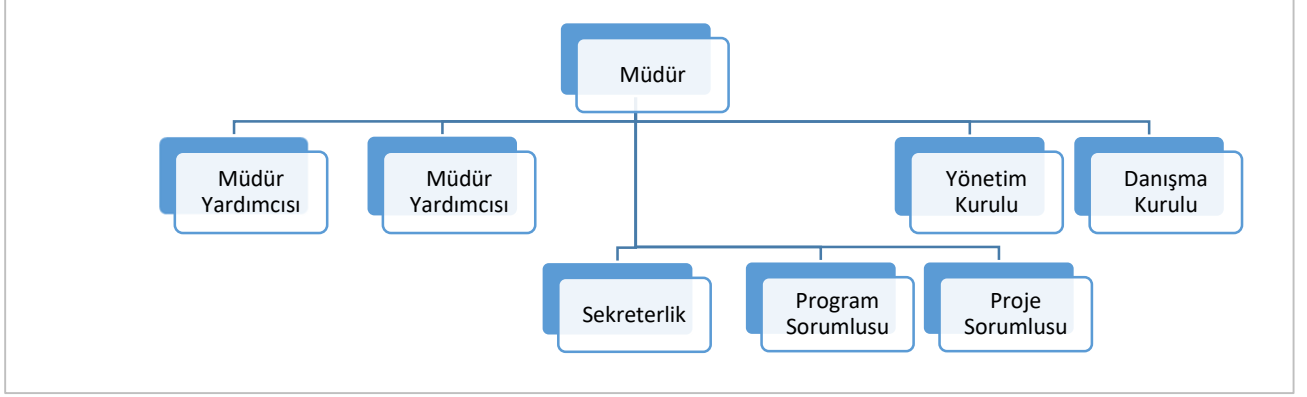 Müdür
Müdür
Yardımcısı
Müdür
Yardımcısı
Yönetim
Kurulu
Danışma
Kurulu
Sekreterlik
Program
Sorumlusu
Proje
Sorumlusu